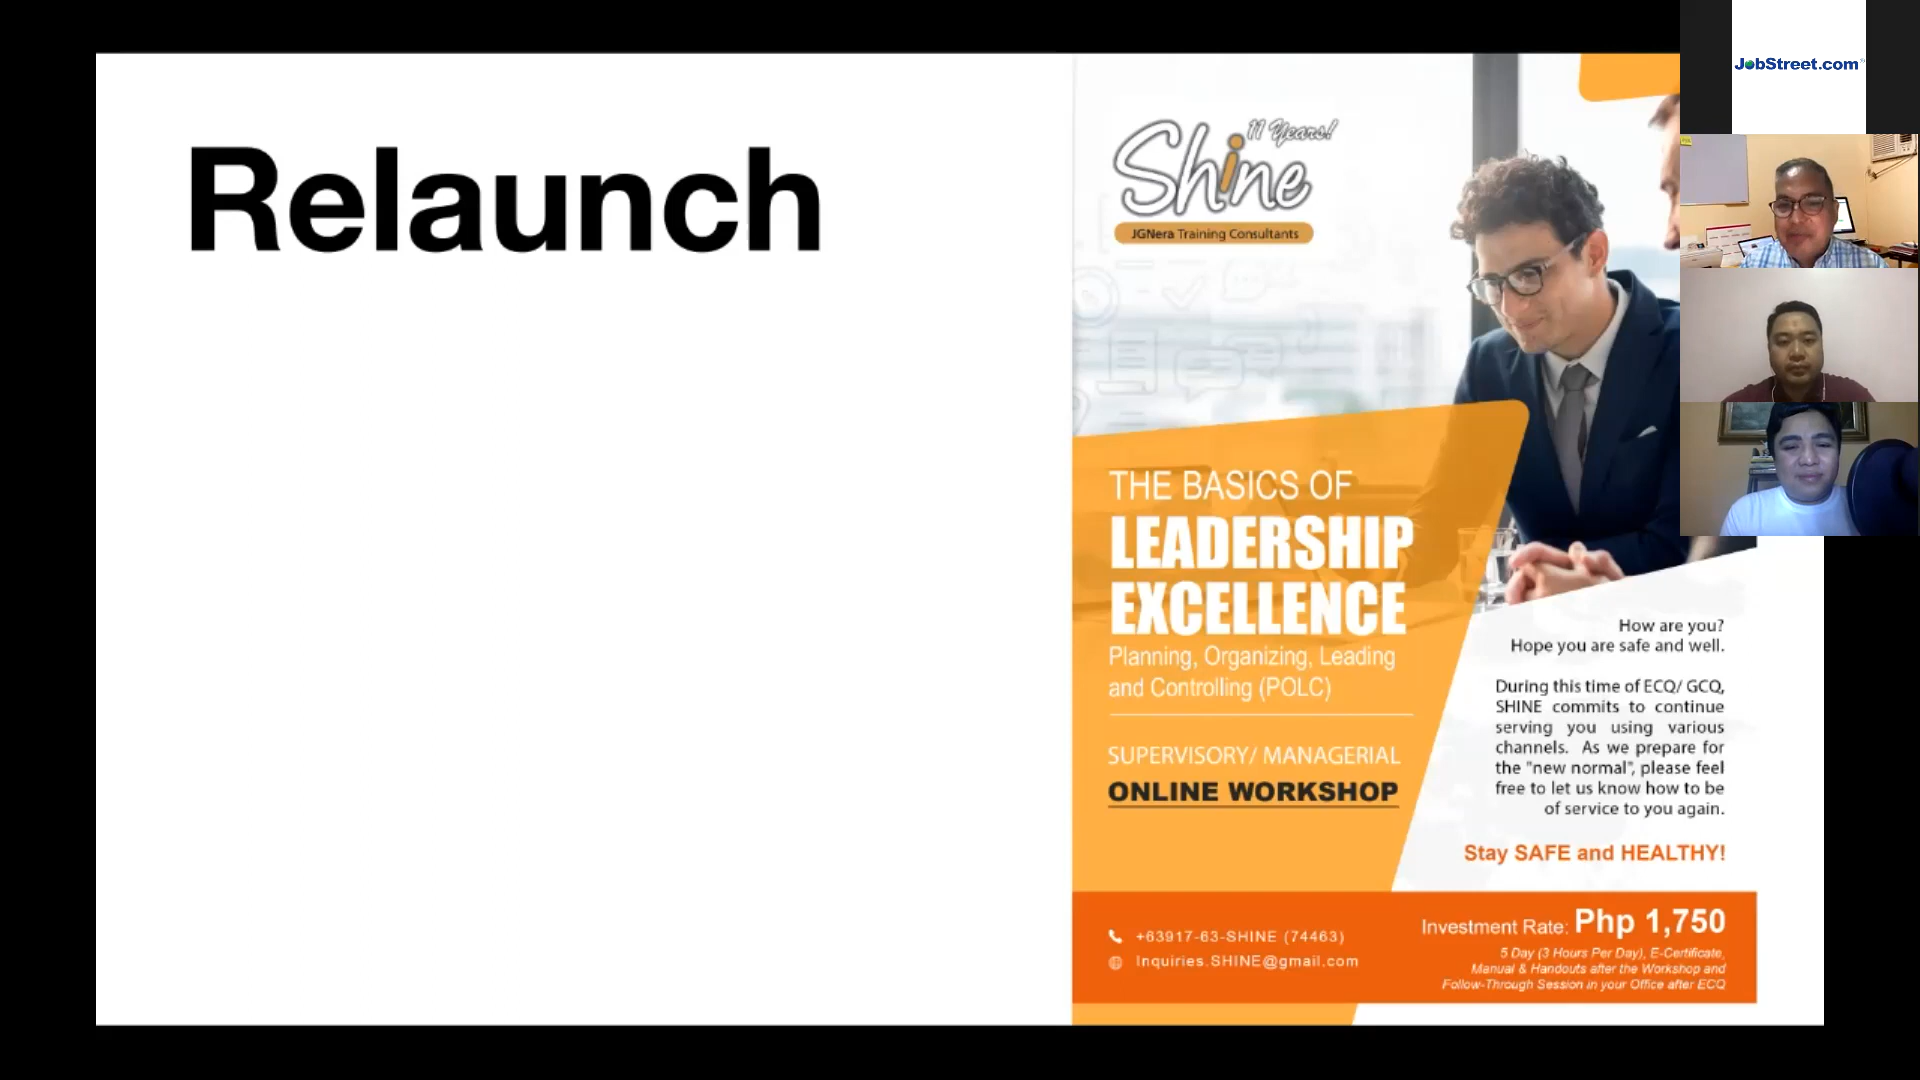 Relaunch
11 Years!
Shine
JGNera Training Consultants
THE BASICS OF
LEADERSHIP
EXCELLENCE
Planning, Organizing, Leading
and Controlling (POLC)
SUPERVISORY/ MANAGERIAL
ONLINE WORKSHOP
How are you?
Hope you are safe and well.
During this time of ECQ/ GCQ,
SHINE commits to continue
serving you using various
channels. As we prepare for
the "new normal", please feel
free to let us know how to be
of service to you again.
Stay SAFE and HEALTHY!
+63917-63-SHINE (74463)
Inquiries.SHINE@gmail.com
Investment Rate: Php 1,750
5 Day (3 Hours Per Day), E-Certificate,
Manual & Handouts after the Workshop and
Follow-Through Session in your Office after ECQ
JobStreet.com